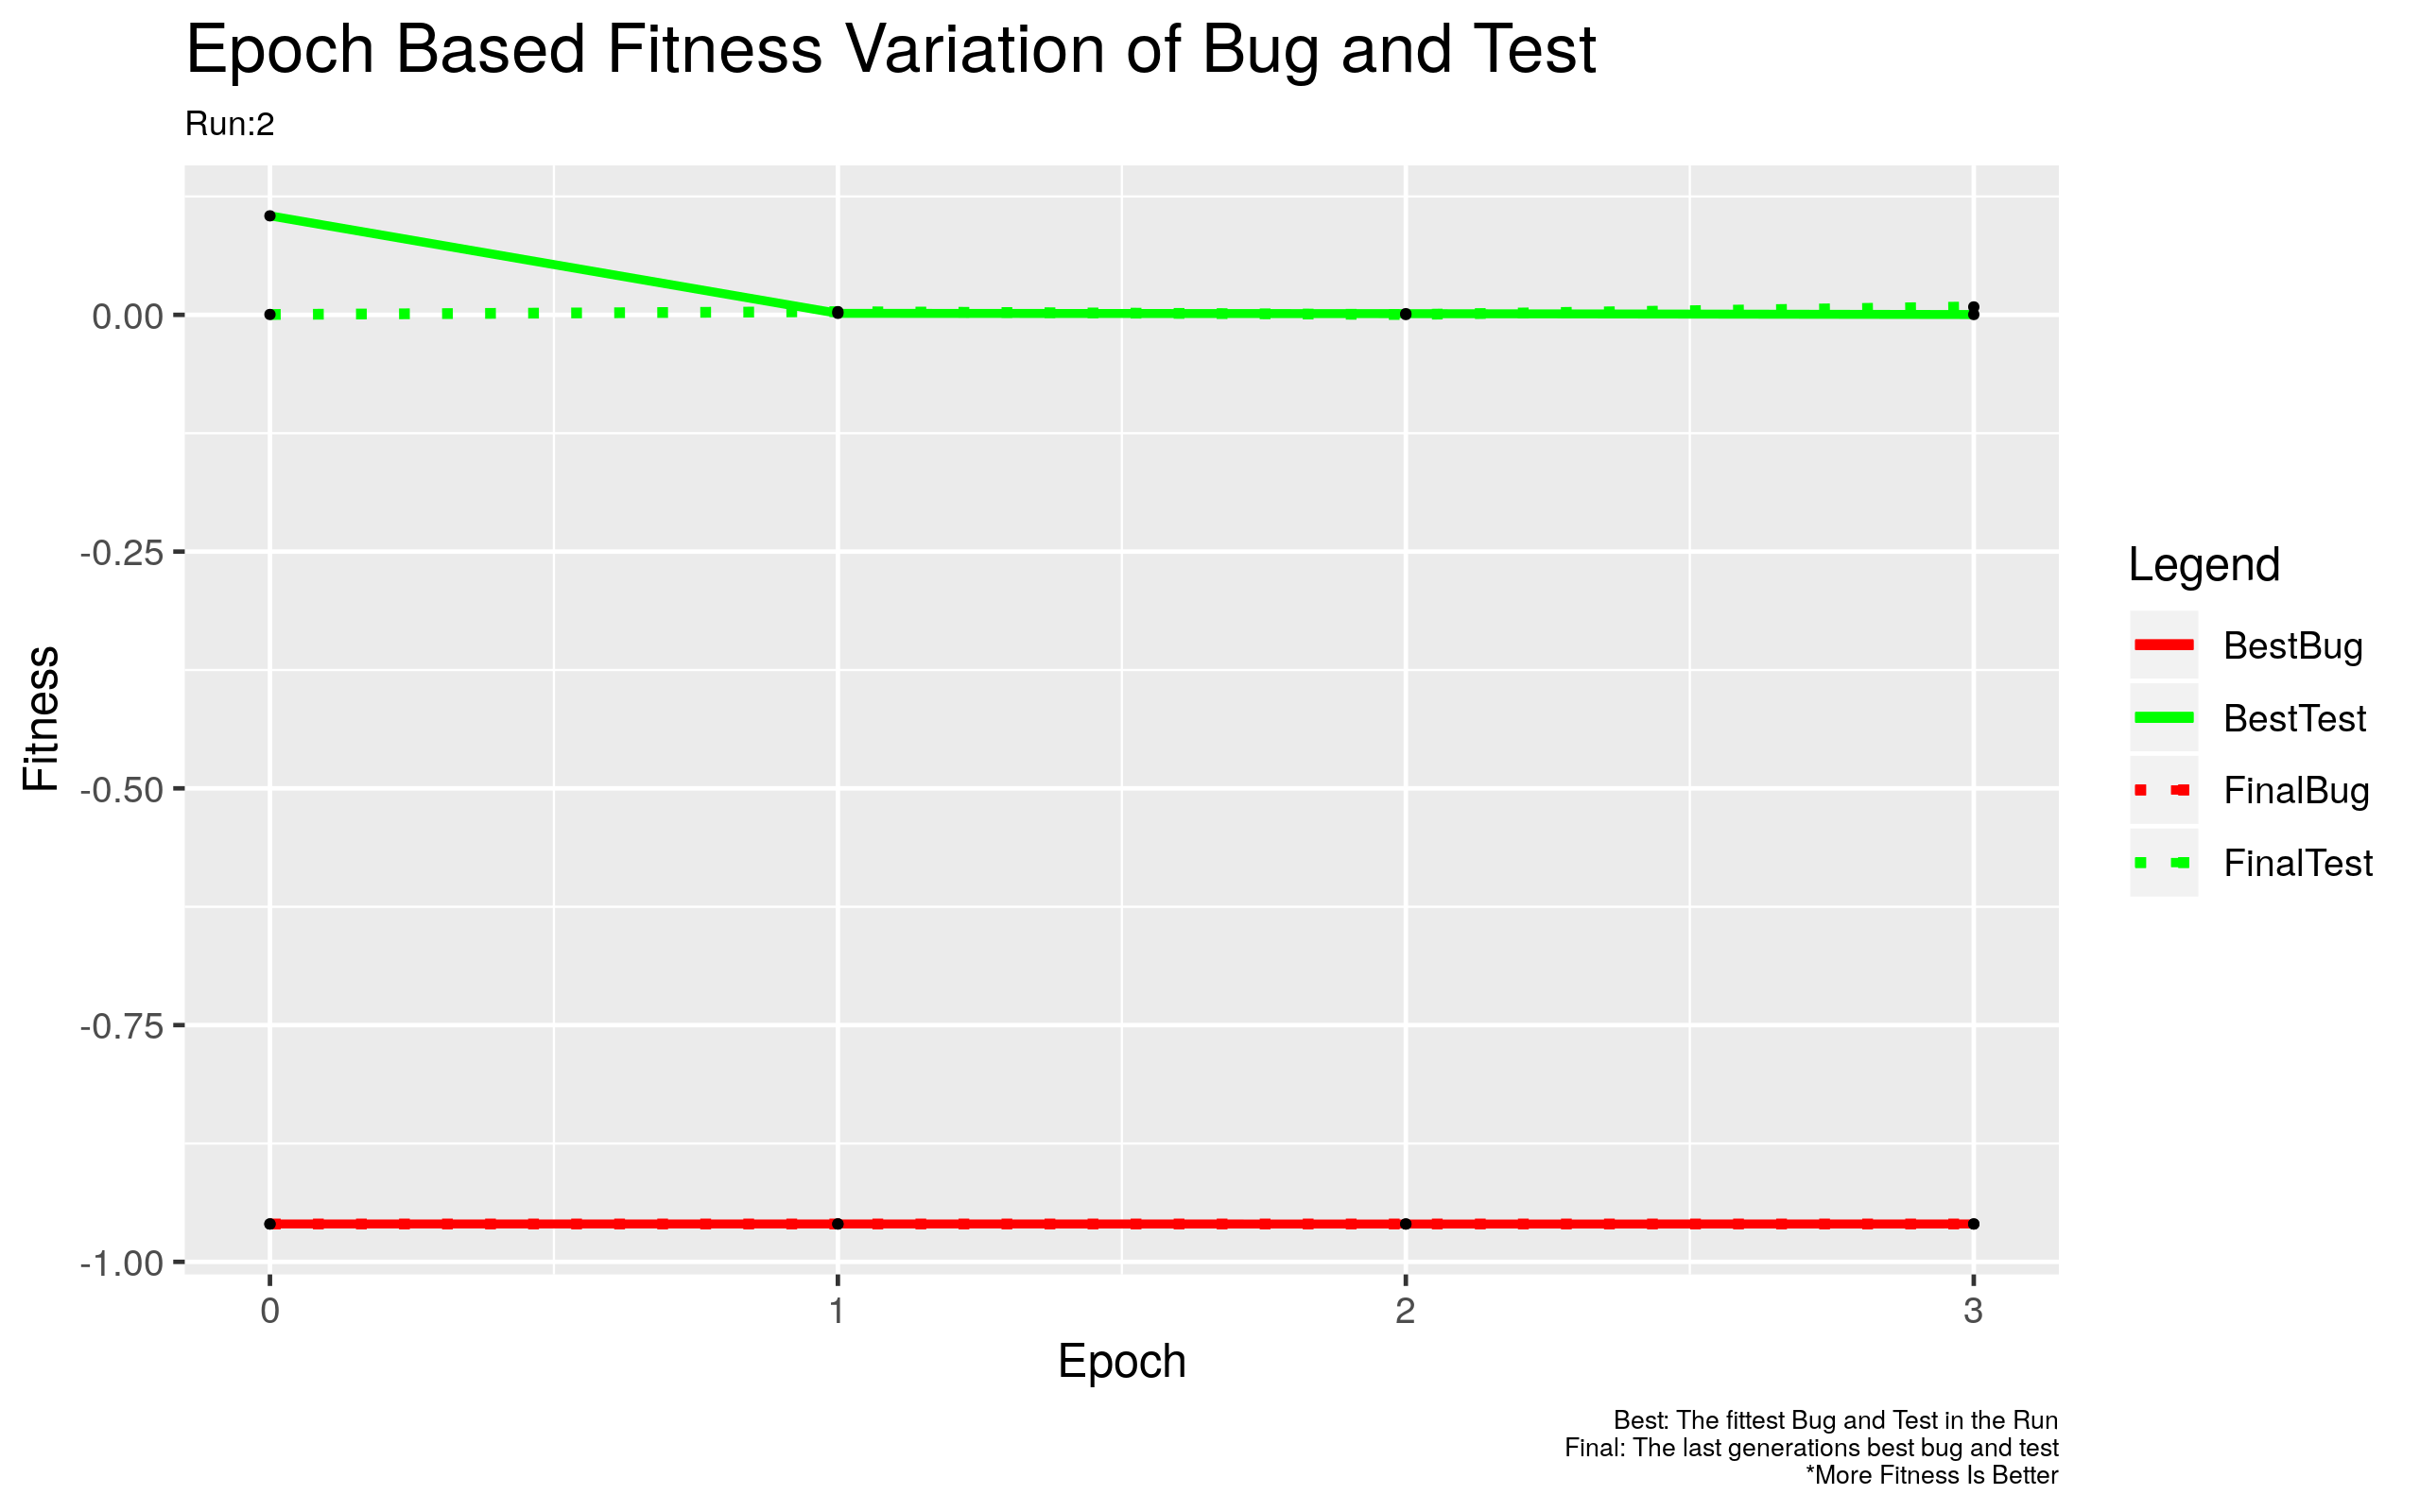 Epoch Based Fitness Variation of Bug and Test
Run:2
Fitness
0.00
-0.25
-0.50
-0.75
-1.00
0
1
2
3
Epoch
Legend
BestBug
BestTest
FinalBug
FinalTest
Best: The fittest Bug and Test in the Run
Final: The last generations best bug and test
*More Fitness Is Better